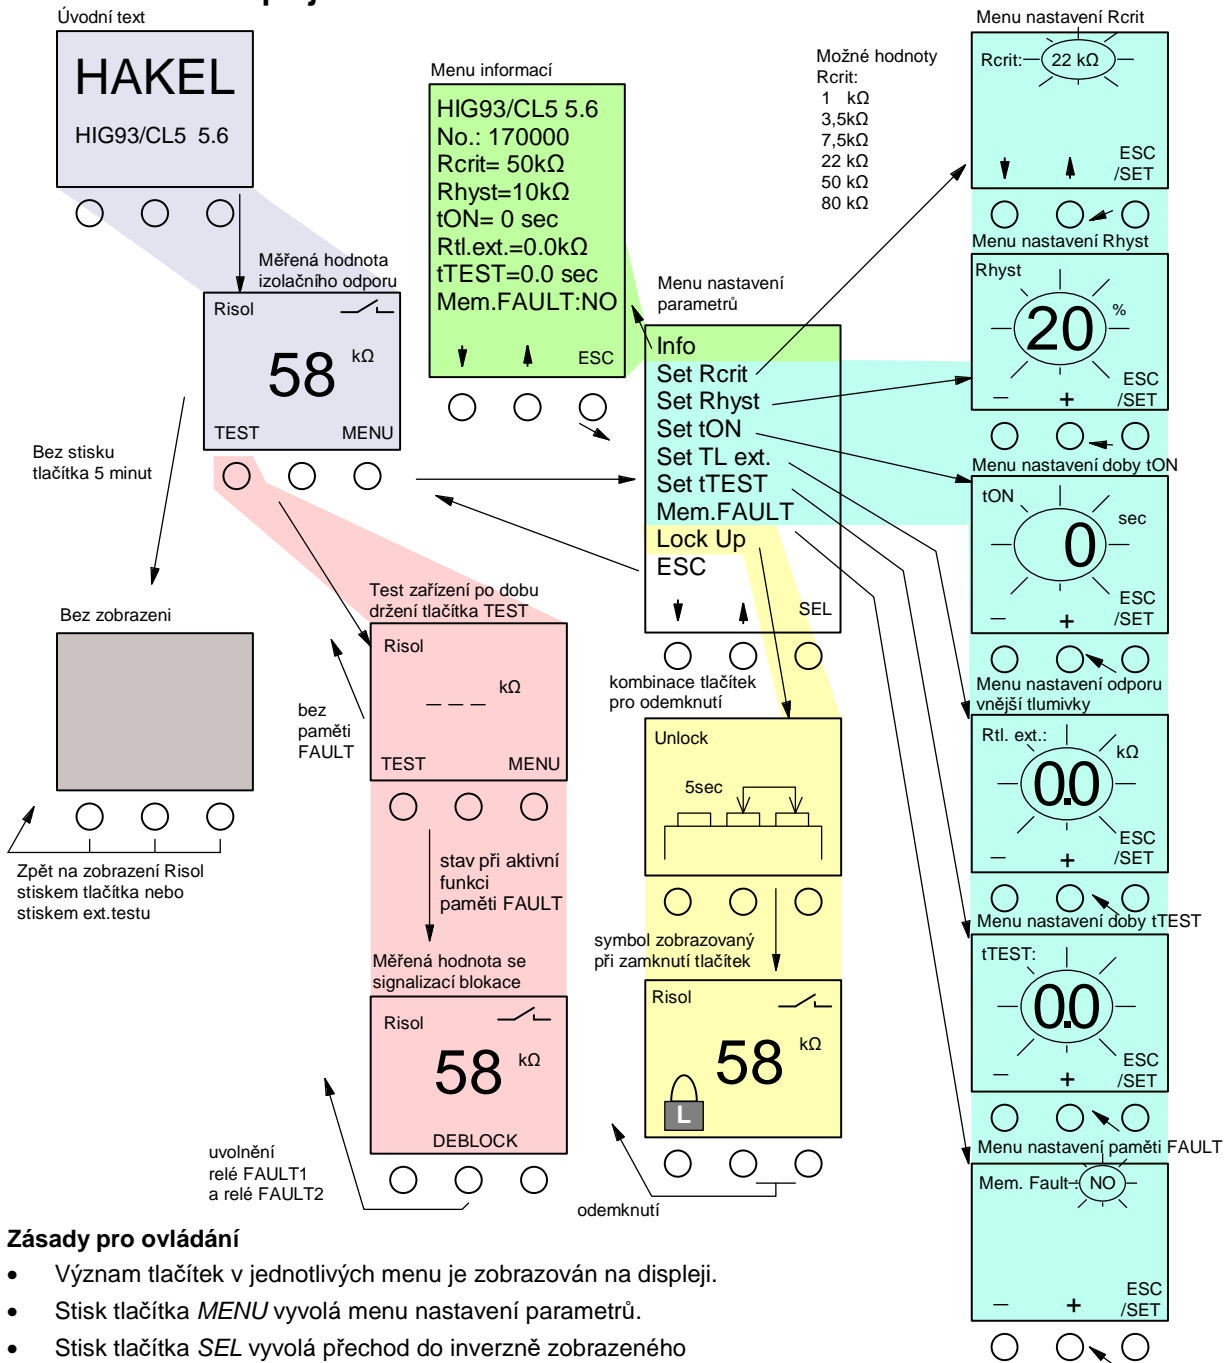 Úvodní text
HAKEL
HIG93/CL5 5.6
Měřená hodnota
izolačního odporu
Risol
58 kΩ
TEST MENU
Bez stisku
tlačítka 5 minut
Bez zobrazeni
Zpět na zobrazení Risol
stiskem tlačítka nebo
stiskem ext.testu
Menu informací
HIG93/CL5 5.6
No.: 170000
Rcrit= 50kΩ
Rhyst=10kΩ
tON= 0 sec
Rtl.ext.=0.0kΩ
tTEST=0.0 sec
Mem.FAULT:NO
ESC
Menu nastavení
parametrů
Info
Set Rcrit
Set Rhyst
Set tON
Set TL ext.
Set tTEST
Mem.FAULT
Lock Up
ESC
SEL
Možné hodnoty
Rcrit:
1 kΩ
3,5kΩ
7,5kΩ
22 kΩ
50 kΩ
80 kΩ
Menu nastavení Rcrit
Rcrit: 22 kΩ
ESC
/SET
Menu nastavení Rhyst
Rhyst
20 %
ESC
– + /SET
Menu nastavení doby tON
tON
0 sec
ESC
– + /SET
Menu nastavení odporu
vnější tlumivky
Rtl. ext.:
0.0 kΩ
ESC
– + /SET
Menu nastavení doby tTEST
tTEST:
0.0
ESC
– + /SET
Menu nastavení paměti FAULT
Mem. Fault : NO
ESC
– + /SET
Test zařízení po dobu
držení tlačítka TEST
Risol
_ _ _ kΩ
TEST MENU
bez
paměti
FAULT
stav při aktivní
funkci
paměti FAULT
Měřená hodnota se
signalizací blokace
Risol
58 kΩ
DEBLOCK
uvolnění
relé FAULT1
a relé FAULT2
kombinace tlačítek
pro odemknutí
Unlock
5sec
symbol zobrazovaný
při zamknutí tlačítek
Risol
58 kΩ
L
odemknutí
Zásady pro ovládání
• Význam tlačítek v jednotlivých menu je zobrazován na displeji.
• Stisk tlačítka MENU vyvolá menu nastavení parametrů.
• Stisk tlačítka SEL vyvolá přechod do inverzně zobrazeného